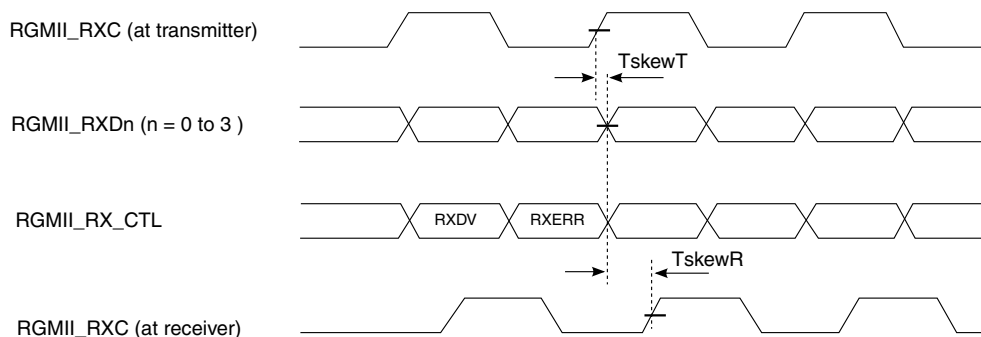 RGMII_RXC (at transmitter)
TskewT
RGMII_RXDn (n = 0 to 3 )
RGMII_RX_CTL
RXDV
RXERR
TskewR
RGMII_RXC (at receiver)